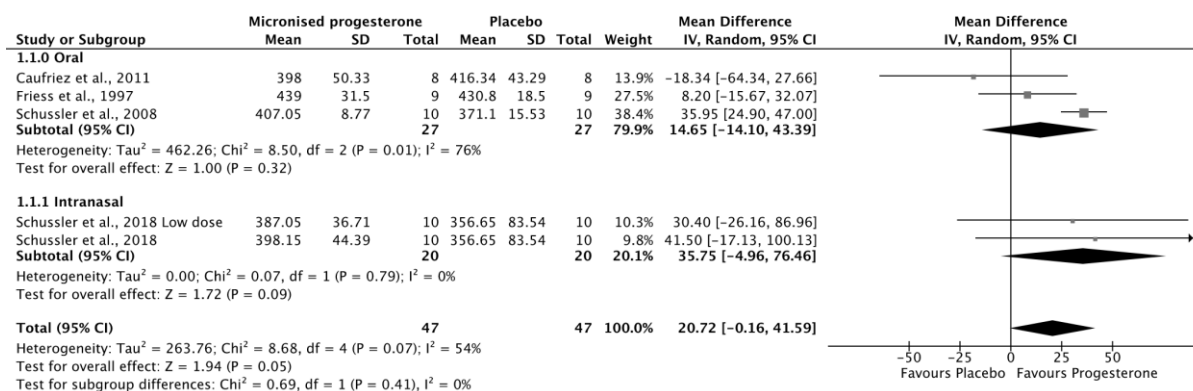 Micronised progesterone Placebo Mean Difference Mean Difference
Study or Subgroup Mean SD Total Mean SD Total Weight IV, Random, 95% CI IV, Random, 95% CI
1.1.0 Oral
Caufriez et al., 2011 398 50.33 8 416.34 43.29 8 13.9% −18.34 [−64.34, 27.66]
Friess et al., 1997 439 31.5 9 430.8 18.5 9 27.5% 8.20 [−15.67, 32.07]
Schussler et al., 2008 407.05 8.77 10 371.1 15.53 10 38.4% 35.95 [24.90, 47.00]
Subtotal (95% CI) 27 27 79.9% 14.65 [−14.10, 43.39]
Heterogeneity: Tau² = 462.26; Chi² = 8.50, df = 2 (P = 0.01); I² = 76%
Test for overall effect: Z = 1.00 (P = 0.32)
1.1.1 Intranasal
Schussler et al., 2018 Low dose 387.05 36.71 10 356.65 83.54 10 10.3% 30.40 [−26.16, 86.96]
Schussler et al., 2018 398.15 44.39 10 356.65 83.54 10 9.8% 41.50 [−17.13, 100.13]
Subtotal (95% CI) 20 20 20.1% 35.75 [−4.96, 76.46]
Heterogeneity: Tau² = 0.00; Chi² = 0.07, df = 1 (P = 0.79); I² = 0%
Test for overall effect: Z = 1.72 (P = 0.09)
Total (95% CI) 47 47 100.0% 20.72 [−0.16, 41.59]
Heterogeneity: Tau² = 263.76; Chi² = 8.68, df = 4 (P = 0.07); I² = 54%
Test for overall effect: Z = 1.94 (P = 0.05)
Test for subgroup differences: Chi² = 0.69, df = 1 (P = 0.41), I² = 0%
−50 −25 0 25 50
Favours Placebo Favours Progesterone